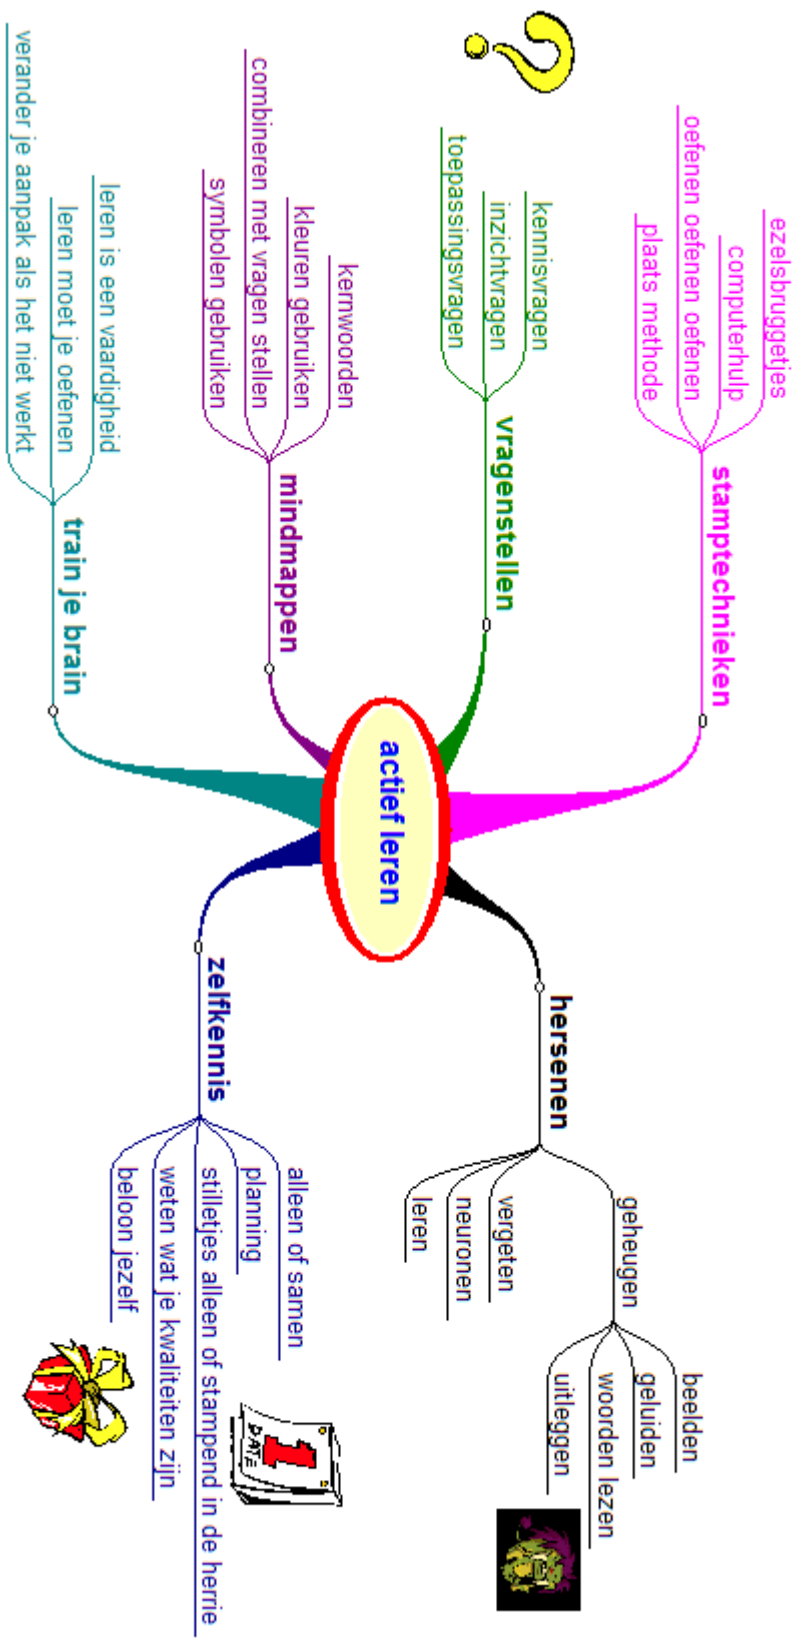 actief leren
stamptechnieken
ezelsbruggetjes
computerhulp
oefenen oefenen oefenen
plaats methode
vragenstellen
kennisvragen
inzichtvragen
toepassingsvragen
mindmappen
kernwoorden
kleuren gebruiken
combineren met vragen stellen
symbolen gebruiken
train je brain
leren is een vaardigheid
leren moet je oefenen
verander je aanpak als het niet werkt
hersenen
geheugen
beelden
geluiden
woorden lezen
uitleggen
vergeten
neuronen
leren
zelfkennis
alleen of samen
planning
stilletjes alleen of stampend in de herrie
weten wat je kwaliteiten zijn
beloon jezelf
1
DATE